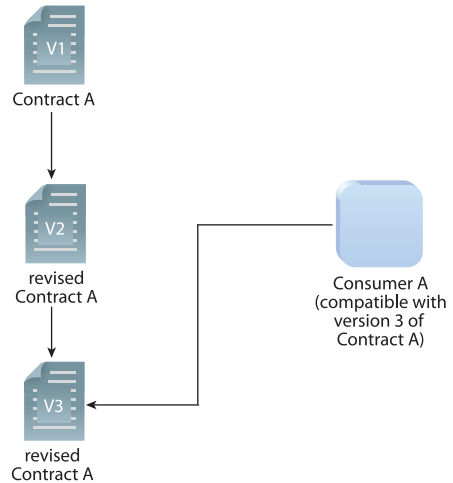 V1
Contract A
V2
revised
Contract A
Consumer A
(compatible with
version 3 of
Contract A)
V3
revised
Contract A